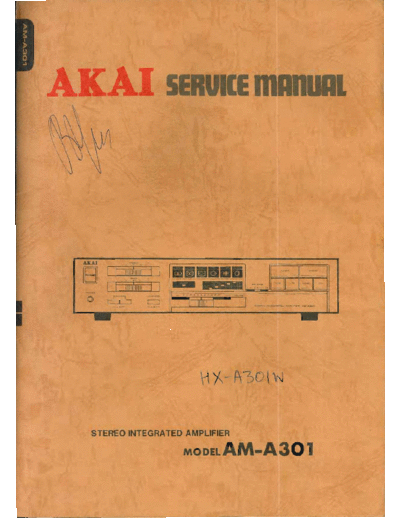 AM-A301
AKAI SERVICE MANUAL
AKAI
HX-A301W
STEREO INTEGRATED AMPLIFIER
MODEL AM-A301